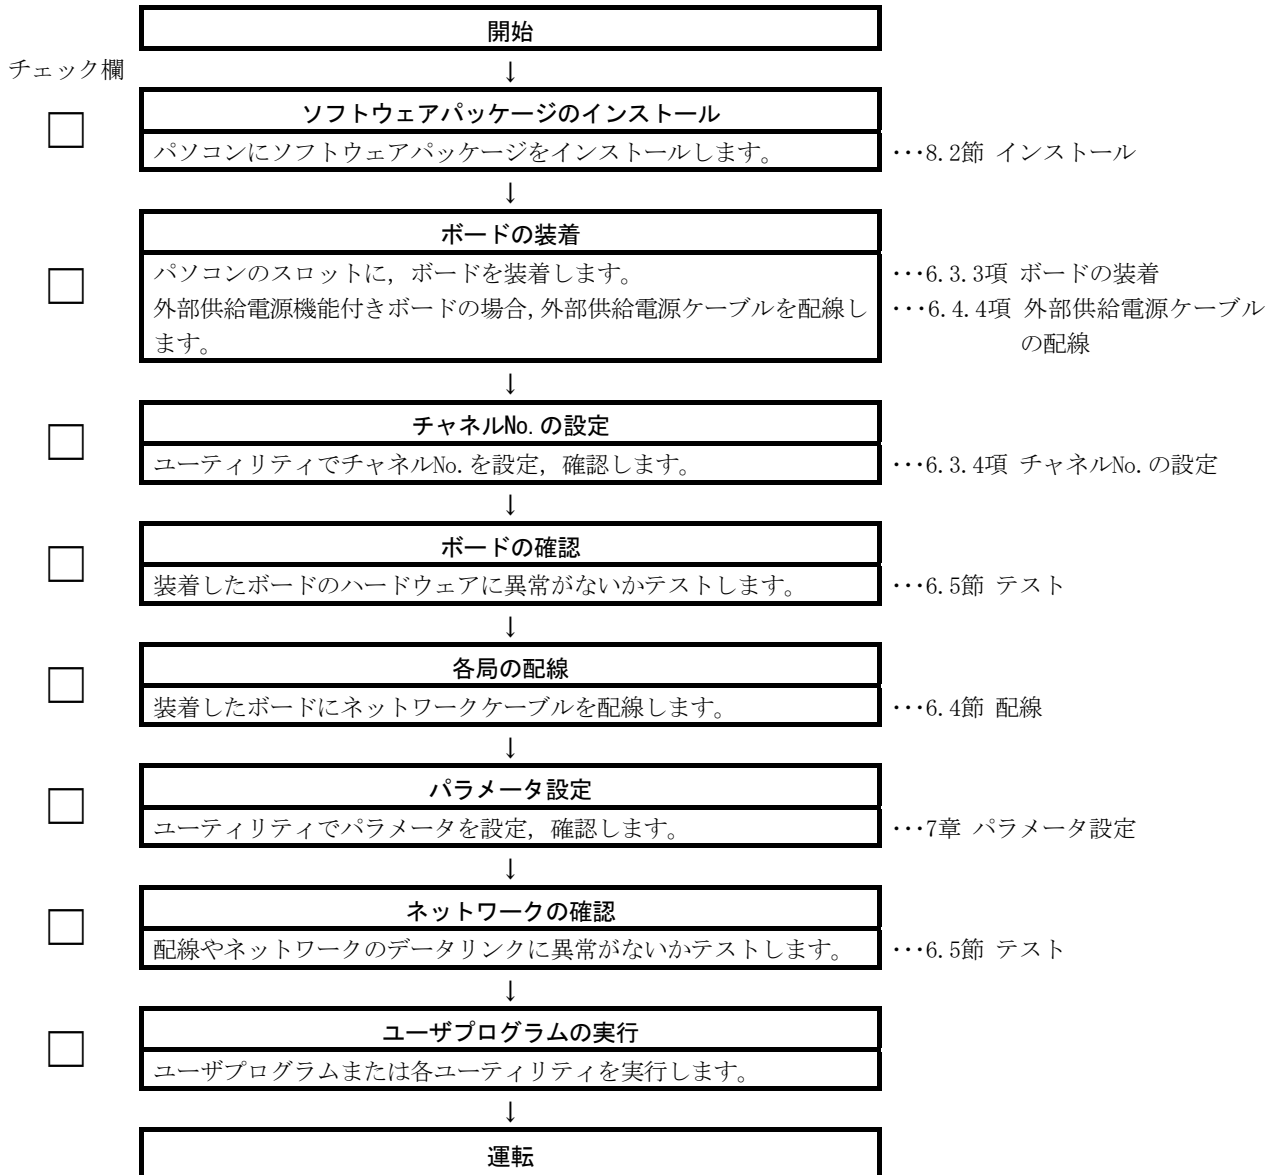 開始
チェック欄
↓
ソフトウェアパッケージのインストール
パソコンにソフトウェアパッケージをインストールします。 ･･･8.2節 インストール
↓
ボードの装着
パソコンのスロットに，ボードを装着します。 ･･･6.3.3項 ボードの装着
外部供給電源機能付きボードの場合，外部供給電源ケーブルを配線し ･･･6.4.4項 外部供給電源ケーブル
ます。 の配線
↓
チャネルNo.の設定
ユーティリティでチャネルNo.を設定，確認します。 ･･･6.3.4項 チャネルNo.の設定
↓
ボードの確認
装着したボードのハードウェアに異常がないかテストします。 ･･･6.5節 テスト
↓
各局の配線
装着したボードにネットワークケーブルを配線します。 ･･･6.4節 配線
↓
パラメータ設定
ユーティリティでパラメータを設定，確認します。 ･･･7章 パラメータ設定
↓
ネットワークの確認
配線やネットワークのデータリンクに異常がないかテストします。 ･･･6.5節 テスト
↓
ユーザプログラムの実行
ユーザプログラムまたは各ユーティリティを実行します。
↓
運転